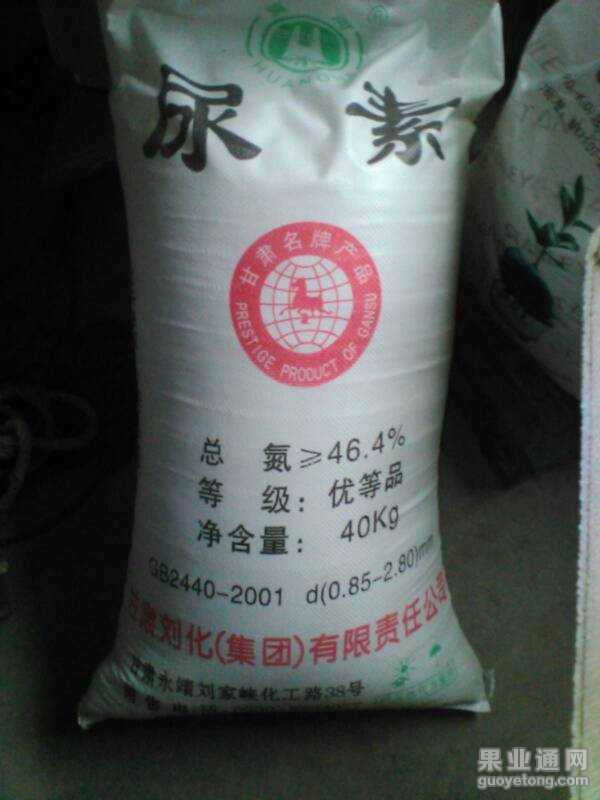 黄河
®
HUANGHE
尿素
甘肃名牌产品
PRESTIGE PRODUCT OF GANSU
总 氮≥46.4%
等 级:优等品
净含量:40Kg
GB2440-2001 d(0.85-2.80)mm
甘肃刘化(集团)有限责任公司
甘肃永靖刘家峡化工路38号
果业通网
guoyetong.com